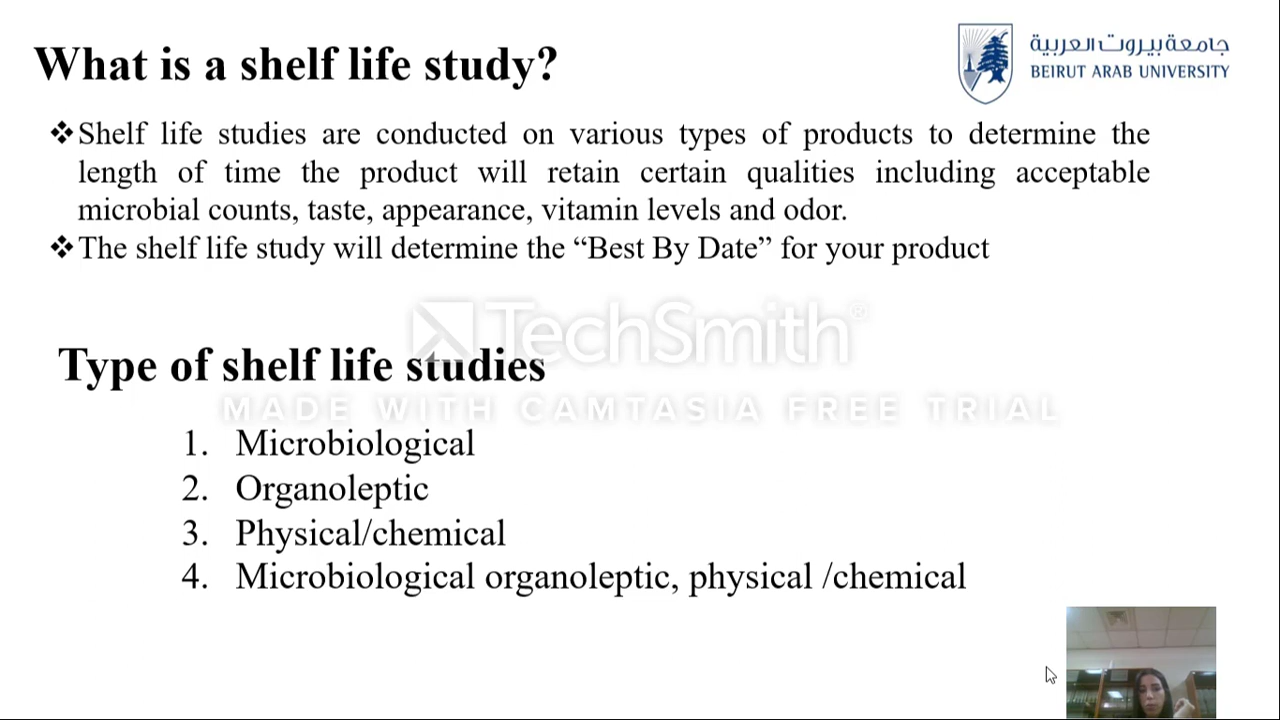 What is a shelf life study?
جامعة بيروت العربية
BEIRUT ARAB UNIVERSITY
❖Shelf life studies are conducted on various types of products to determine the
length of time the product will retain certain qualities including acceptable
microbial counts, taste, appearance, vitamin levels and odor.
❖The shelf life study will determine the “Best By Date” for your product
TechSmith®
Type of shelf life studies
MADE WITH CAMTASIA FREE TRIAL
1. Microbiological
2. Organoleptic
3. Physical/chemical
4. Microbiological organoleptic, physical /chemical